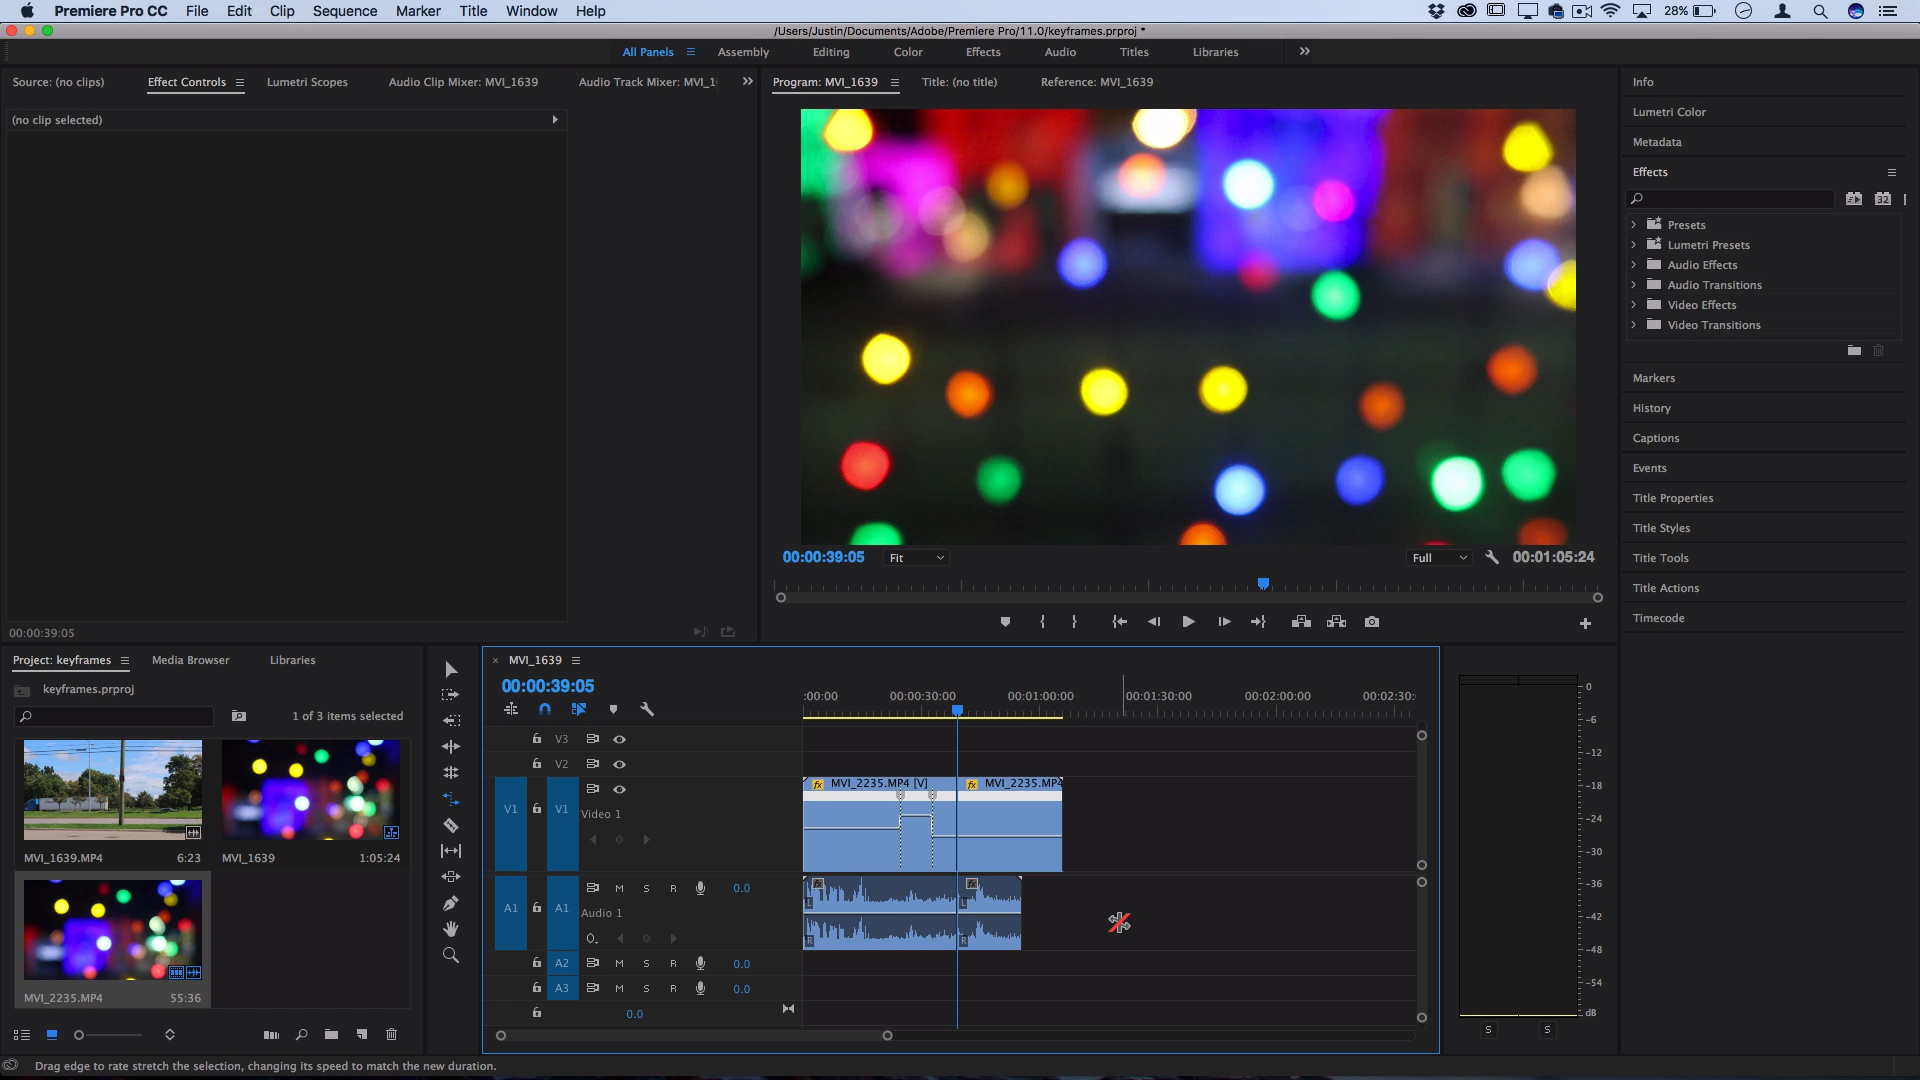 Premiere Pro CC File Edit Clip Sequence Marker Title Window Help 28%
/Users/Justin/Documents/Adobe/Premiere Pro/11.0/keyframes.prproj *
All Panels Assembly Editing Color Effects Audio Titles Libraries
Source: (no clips) Effect Controls Lumetri Scopes Audio Clip Mixer: MVI_1639 Audio Track Mixer: MVI_1
Program: MVI_1639 Title: (no title) Reference: MVI_1639
(no clip selected)
00:00:39:05
00:00:39:05 Fit Full 00:01:05:24
Info
Lumetri Color
Metadata
Effects
32
Presets
Lumetri Presets
Audio Effects
Audio Transitions
Video Effects
Video Transitions
Markers
History
Captions
Events
Title Properties
Title Styles
Title Tools
Title Actions
Timecode
Project: keyframes Media Browser Libraries
keyframes.prproj
1 of 3 items selected
MVI_1639.MP4 6:23 MVI_1639 1:05:24
MVI_2235.MP4 55:36
× MVI_1639
00:00:39:05
:00:00 00:00:30:00 00:01:00:00 00:01:30:00 00:02:00:00 00:02:30:
V3
V2
V1 V1 Video 1
fx MVI_2235.MP4 [V] fx MVI_2235.MP4
A1 A1 M S R 0.0
Audio 1
fx L R fx L R
A2 M S R 0.0
A3 M S R 0.0
0.0
0
-6
-12
-18
-24
-30
-36
-42
-48
-54
dB
S S
Drag edge to rate stretch the selection, changing its speed to match the new duration.